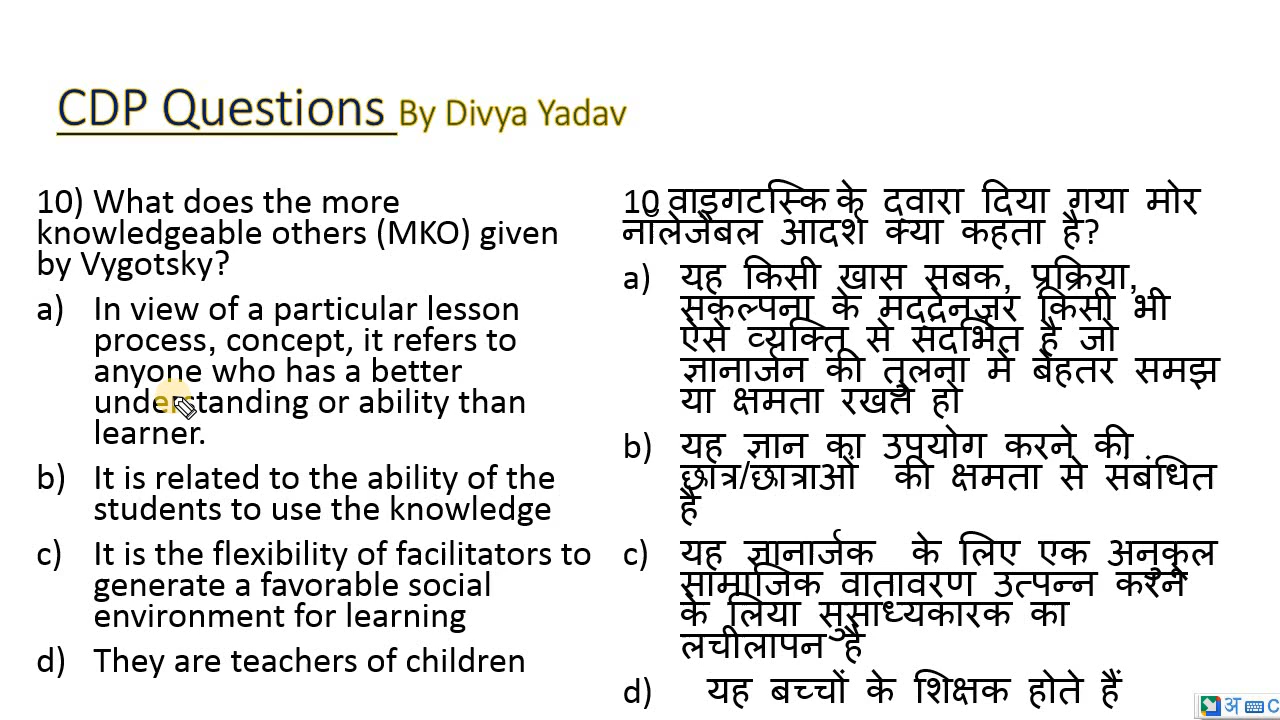 CDP Questions By Divya Yadav
10) What does the more
knowledgeable others (MKO) given
by Vygotsky?
a) In view of a particular lesson
process, concept, it refers to
anyone who has a better
understanding or ability than
learner.
b) It is related to the ability of the
students to use the knowledge
c) It is the flexibility of facilitators to
generate a favorable social
environment for learning
d) They are teachers of children
10 वाइगटस्कि के द्वारा दिया गया मोर
नॉलेजेबल आदर्श क्या कहता है?
a) यह किसी खास सबक, प्रक्रिया,
संकल्पना के मद्देनज़र किसी भी
ऐसे व्यक्ति से संदर्भित है जो
ज्ञानार्जन की तुलना में बेहतर समझ
या क्षमता रखते हो
b) यह ज्ञान का उपयोग करने की
छात्र/छात्राओं की क्षमता से सबंधित
है
c) यह ज्ञानार्जक के लिए एक अनुकूल
सामाजिक वातावरण उत्पन्न करने
के लिया सुसाध्यकारक का
लचीलापन है
d) यह बच्चों के शिक्षक होते हैं
अ